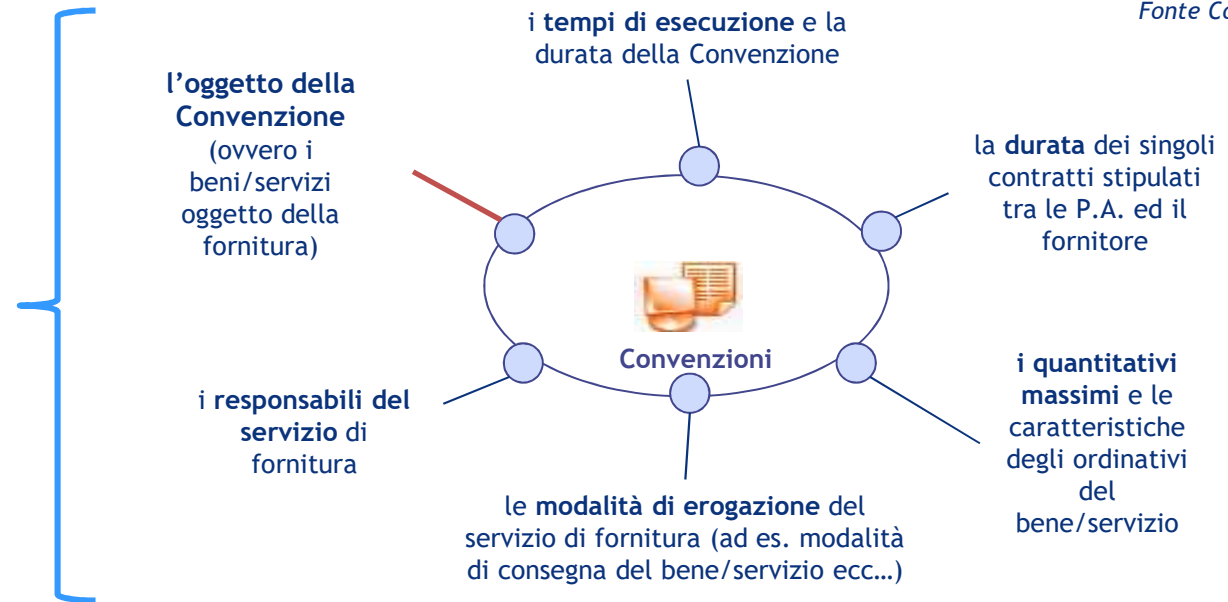 Fonte
i tempi di esecuzione e la
durata della Convenzione
l’oggetto della
Convenzione
(ovvero i
beni/servizi
oggetto della
fornitura)
la durata dei singoli
contratti stipulati
tra le P.A. ed il
fornitore
Convenzioni
i quantitativi
massimi e le
caratteristiche
degli ordinativi
del
bene/servizio
i responsabili del
servizio di
fornitura
le modalità di erogazione del
servizio di fornitura (ad es. modalità
di consegna del bene/servizio ecc…)